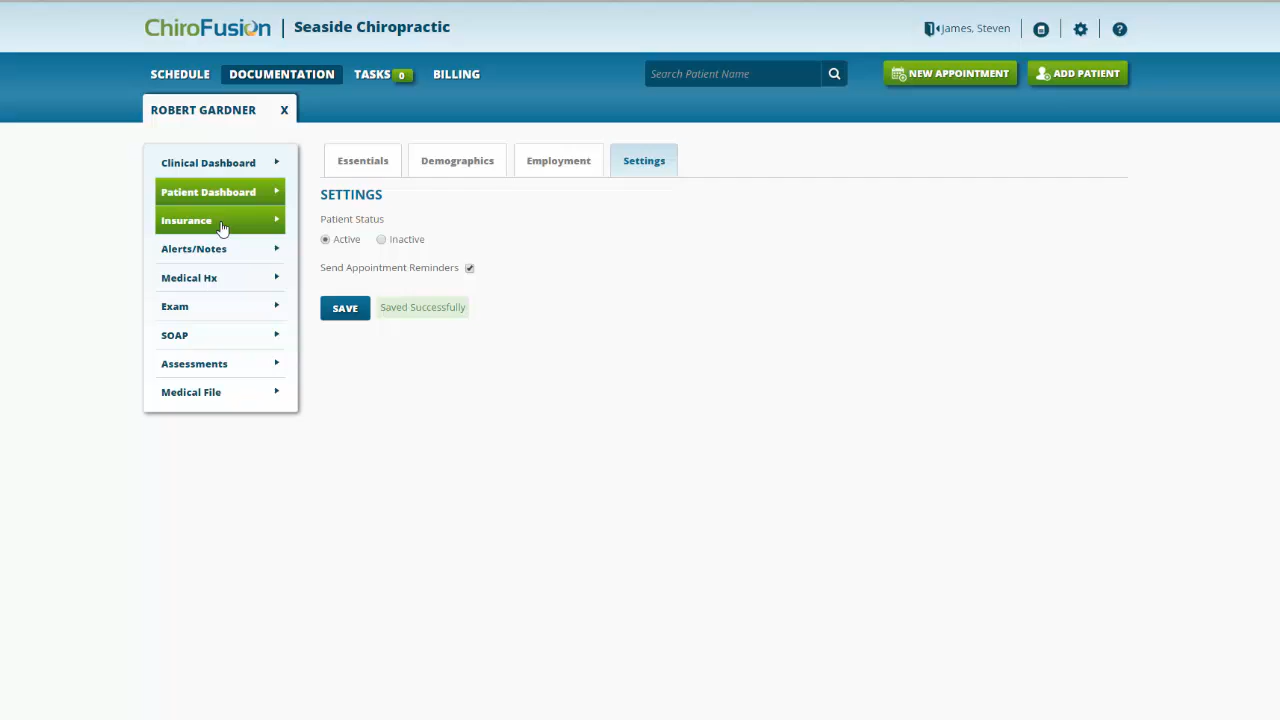 ChiroFusion
Seaside Chiropractic
James, Steven
SCHEDULE
DOCUMENTATION
TASKS 0
BILLING
Search Patient Name
NEW APPOINTMENT
ADD PATIENT
ROBERT GARDNER X
Clinical Dashboard
Patient Dashboard
Insurance
Alerts/Notes
Medical Hx
Exam
SOAP
Assessments
Medical File
Essentials
Demographics
Employment
Settings
SETTINGS
Patient Status
Active
Inactive
Send Appointment Reminders
SAVE
Saved Successfully